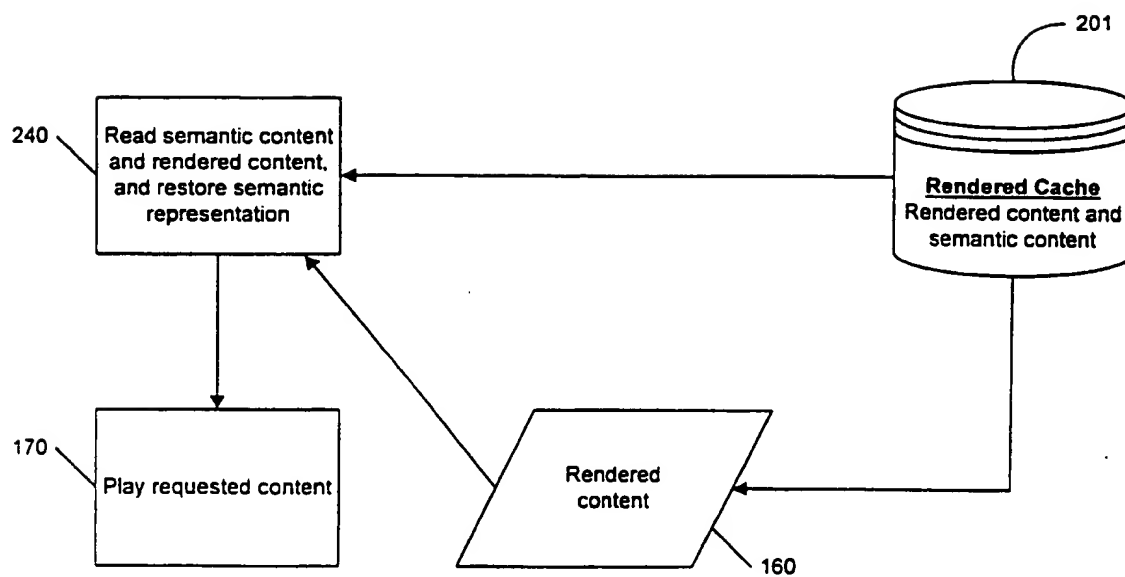 201
240
Read semantic content
and rendered content,
and restore semantic
representation
Rendered Cache
Rendered content and
semantic content
170
Play requested content
Rendered
content
160